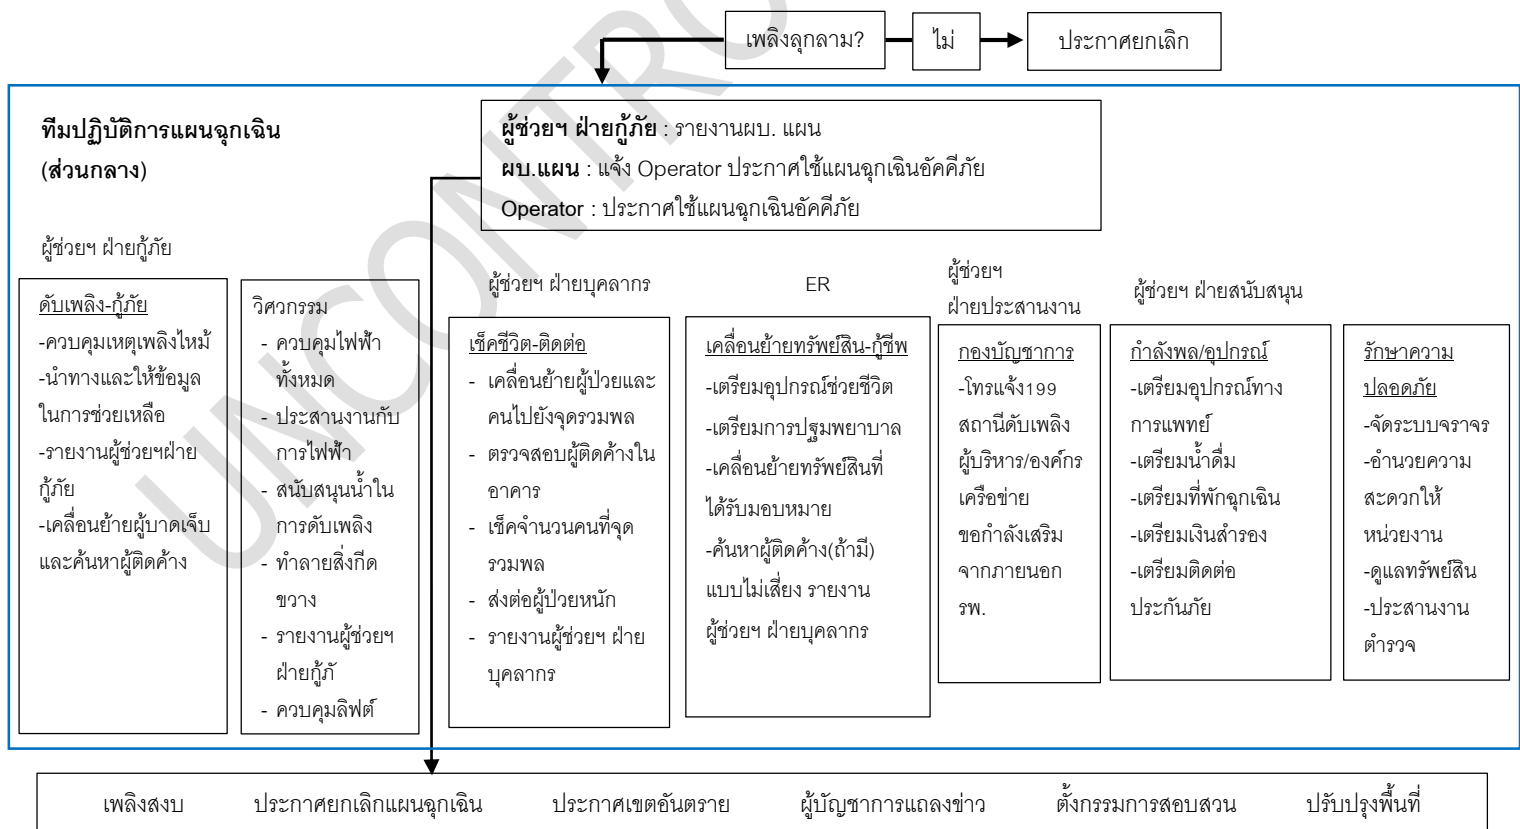 เพลิงลุกลาม?
ไม่
ประกาศยกเลิก
ทีมปฏิบัติการแผนฉุกเฉิน
(ส่วนกลาง)
ผู้ช่วยฯ ฝ่ายกู้ภัย : รายงานผบ. แผน
ผบ.แผน : แจ้ง Operator ประกาศใช้แผนฉุกเฉินอัคคีภัย
Operator : ประกาศใช้แผนฉุกเฉินอัคคีภัย
ผู้ช่วยฯ ฝ่ายกู้ภัย
ดับเพลิง-กู้ภัย
-ควบคุมเหตุเพลิงไหม้
-นำทางและให้ข้อมูล
ในการช่วยเหลือ
-รายงานผู้ช่วยฯฝ่าย
กู้ภัย
-เคลื่อนย้ายผู้บาดเจ็บ
และค้นหาผู้ติดค้าง
วิศวกรรม
- ควบคุมไฟฟ้า
ทั้งหมด
- ประสานงานกับ
การไฟฟ้า
- สนับสนุนน้ำใน
การดับเพลิง
- ทำลายสิ่งกีด
ขวาง
- รายงานผู้ช่วยฯ
ฝ่ายกู้ภั
- ควบคุมลิฟต์
ผู้ช่วยฯ ฝ่ายบุคลากร
เช็คชีวิต-ติดต่อ
- เคลื่อนย้ายผู้ป่วยและ
คนไปยังจุดรวมพล
- ตรวจสอบผู้ติดค้างใน
อาคาร
- เช็คจำนวนคนที่จุด
รวมพล
- ส่งต่อผู้ป่วยหนัก
- รายงานผู้ช่วยฯ ฝ่าย
บุคลากร
ER
เคลื่อนย้ายทรัพย์สิน-กู้ชีพ
-เตรียมอุปกรณ์ช่วยชีวิต
-เตรียมการปฐมพยาบาล
-เคลื่อนย้ายทรัพย์สินที่
ได้รับมอบหมาย
-ค้นหาผู้ติดค้าง(ถ้ามี)
แบบไม่เสี่ยง รายงาน
ผู้ช่วยฯ ฝ่ายบุคลากร
ผู้ช่วยฯ
ฝ่ายประสานงาน
กองบัญชาการ
-โทรแจ้ง199
สถานีดับเพลิง
ผู้บริหาร/องค์กร
เครือข่าย
ขอกำลังเสริม
จากภายนอก
รพ.
ผู้ช่วยฯ ฝ่ายสนับสนุน
กำลังพล/อุปกรณ์
-เตรียมอุปกรณ์ทาง
การแพทย์
-เตรียมน้ำดื่ม
-เตรียมที่พักฉุกเฉิน
-เตรียมเงินสำรอง
-เตรียมติดต่อ
ประกันภัย
รักษาความ
ปลอดภัย
-จัดระบบจราจร
-อำนวยความ
สะดวกให้
หน่วยงาน
-ดูแลทรัพย์สิน
-ประสานงาน
ตำรวจ
เพลิงสงบ ประกาศยกเลิกแผนฉุกเฉิน ประกาศเขตอันตราย ผู้บัญชาการแถลงข่าว ตั้งกรรมการสอบสวน ปรับปรุงพื้นที่
UNCONTRO